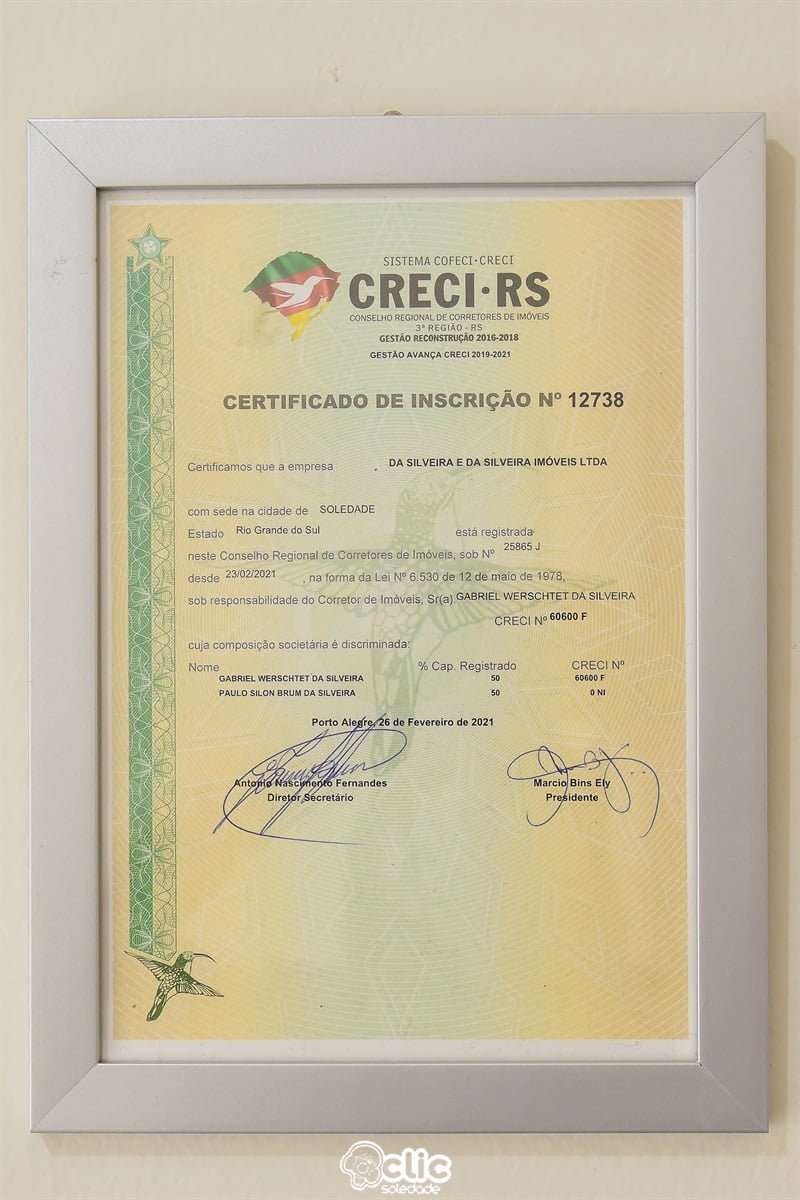 SISTEMA COFECI·CRECI
CRECI·RS
CONSELHO REGIONAL DE CORRETORES DE IMÓVEIS
3ª REGIÃO - RS
GESTÃO RECONSTRUÇÃO 2016-2018
GESTÃO AVANÇA CRECI 2019-2021
CERTIFICADO DE INSCRIÇÃO Nº 12738
Certificamos que a empresa . DA SILVEIRA E DA SILVEIRA IMÓVEIS LTDA
com sede na cidade de SOLEDADE
Estado Rio Grande do Sul está registrada
neste Conselho Regional de Corretores de Imóveis, sob Nº 25865 J
desde 23/02/2021 , na forma da Lei Nº 6.530 de 12 de maio de 1978,
sob responsabilidade do Corretor de Imóveis, Sr(a). GABRIEL WERSCHTET DA SILVEIRA
CRECI Nº 60600 F
cuja composição societária é discriminada:
Nome % Cap. Registrado CRECI Nº
GABRIEL WERSCHTET DA SILVEIRA 50 60600 F
PAULO SILON BRUM DA SILVEIRA 50 0 NI
Porto Alegre, 26 de Fevereiro de 2021
Antonio Nascimento Fernandes Marcio Bins Ely
Diretor Secretário Presidente
clic
soledade